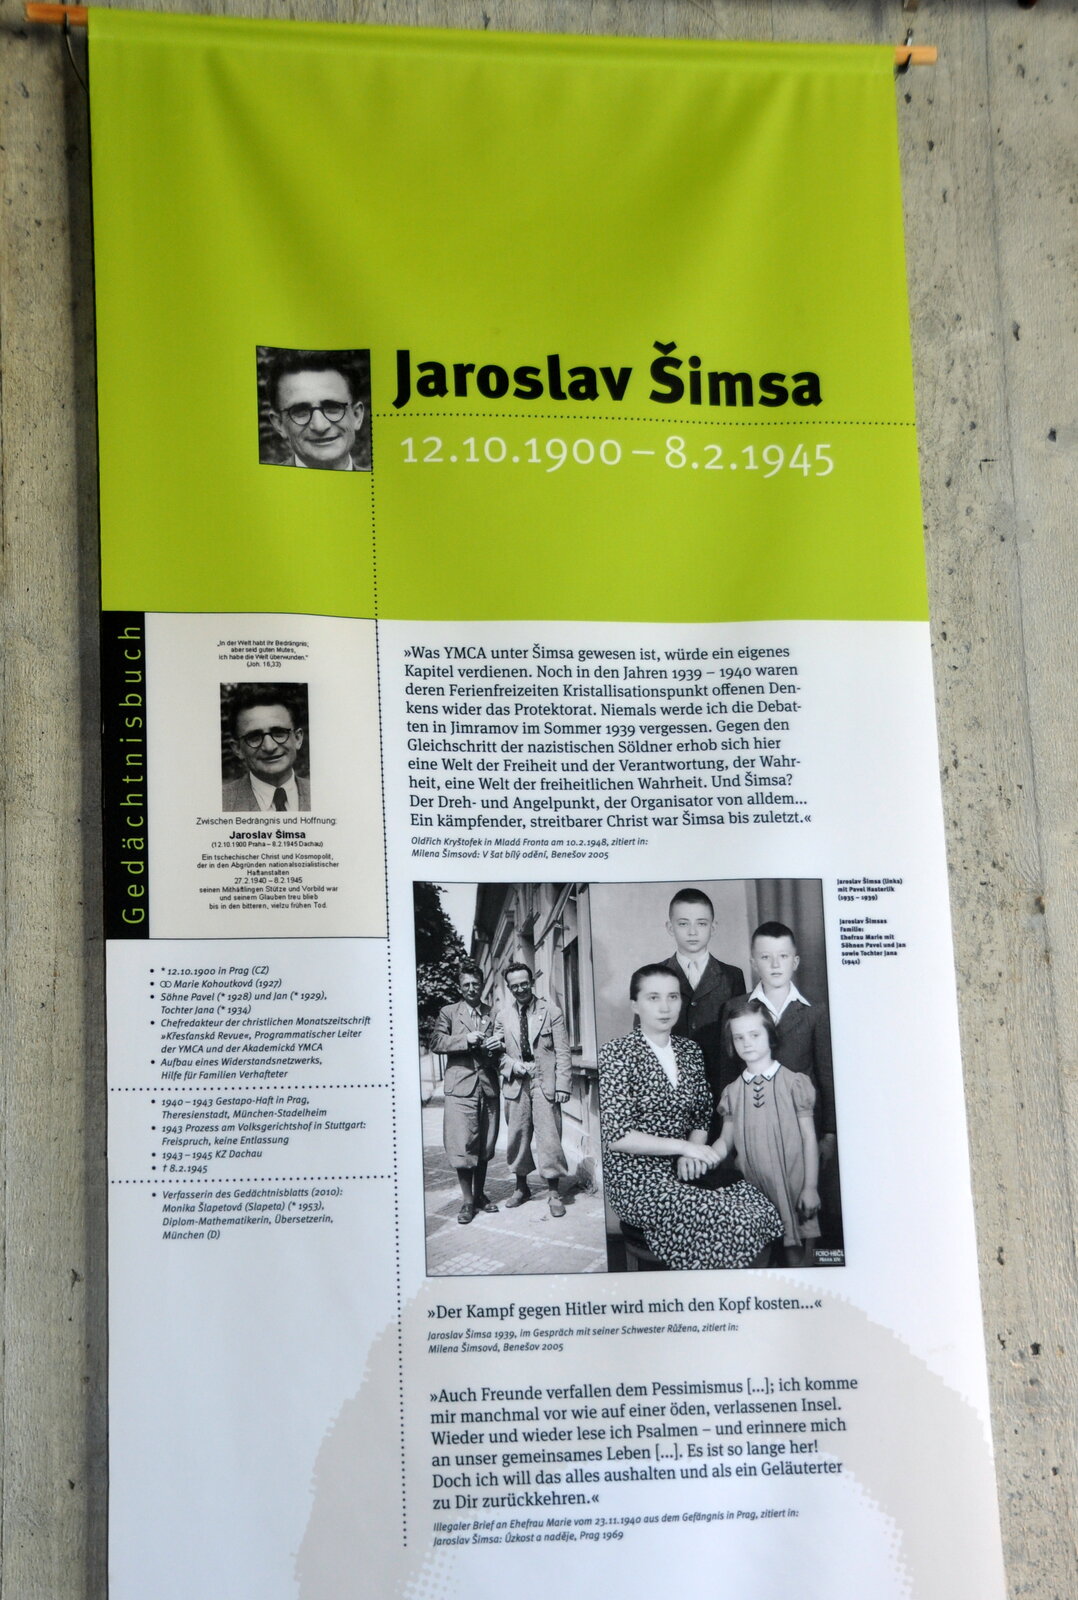 Jaroslav Šimsa
12.10.1900 – 8.2.1945
Gedächtnisbuch
„In der Welt habt ihr Bedrängnis;
aber seid guten Mutes,
ich habe die Welt überwunden."
(Joh. 16,33)
Zwischen Bedrängnis und Hoffnung:
Jaroslav Šimsa
(12.10.1900 Praha – 8.2.1945 Dachau)
Ein tschechischer Christ und Kosmopolit,
der in den Abgründen nationalsozialistischer
Haftanstalten
27.2.1940 – 8.2.1945
seinen Mithäftlingen Stütze und Vorbild war
und seinem Glauben treu blieb
bis in den bitteren, vielzu frühen Tod.
• * 12.10.1900 in Prag (CZ)
• ⚭ Marie Kohoutková (1927)
• Söhne Pavel (* 1928) und Jan (* 1929),
Tochter Jana (* 1934)
• Chefredakteur der christlichen Monatszeitschrift
»Křesťanská Revue«, Programmatischer Leiter
der YMCA und der Akademická YMCA
• Aufbau eines Widerstandsnetzwerks,
Hilfe für Familien Verhafteter
• 1940 – 1943 Gestapo-Haft in Prag,
Theresienstadt, München-Stadelheim
• 1943 Prozess am Volksgerichtshof in Stuttgart:
Freispruch, keine Entlassung
• 1943 – 1945 KZ Dachau
• † 8.2.1945
• Verfasserin des Gedächtnisblatts (2010):
Monika Šlapetová (Slapeta) (* 1953),
Diplom-Mathematikerin, Übersetzerin,
München (D)
»Was YMCA unter Šimsa gewesen ist, würde ein eigenes
Kapitel verdienen. Noch in den Jahren 1939 – 1940 waren
deren Ferienfreizeiten Kristallisationspunkt offenen Den-
kens wider das Protektorat. Niemals werde ich die Debat-
ten in Jimramov im Sommer 1939 vergessen. Gegen den
Gleichschritt der nazistischen Söldner erhob sich hier
eine Welt der Freiheit und der Verantwortung, der Wahr-
heit, eine Welt der freiheitlichen Wahrheit. Und Šimsa?
Der Dreh- und Angelpunkt, der Organisator von alldem...
Ein kämpfender, streitbarer Christ war Šimsa bis zuletzt.«
Oldřich Kryštofek in Mladá Fronta am 10.2.1948, zitiert in:
Milena Šimsová: V šat bílý odění, Benešov 2005
Jaroslav Šimsa (links)
mit Pavel Hasterlik
(1935 – 1939)
Jaroslav Šimsas
Familie:
Ehefrau Marie mit
Söhnen Pavel und Jan
sowie Tochter Jana
(1941)
FOTO-HEČL
PRAHA XIV
»Der Kampf gegen Hitler wird mich den Kopf kosten...«
Jaroslav Šimsa 1939, im Gespräch mit seiner Schwester Růžena, zitiert in:
Milena Šimsová, Benešov 2005
»Auch Freunde verfallen dem Pessimismus [...]; ich komme
mir manchmal vor wie auf einer öden, verlassenen Insel.
Wieder und wieder lese ich Psalmen – und erinnere mich
an unser gemeinsames Leben [...]. Es ist so lange her!
Doch ich will das alles aushalten und als ein Geläuterter
zu Dir zurückkehren.«
Illegaler Brief an Ehefrau Marie vom 23.11.1940 aus dem Gefängnis in Prag, zitiert in:
Jaroslav Šimsa: Úzkost a naděje, Prag 1969